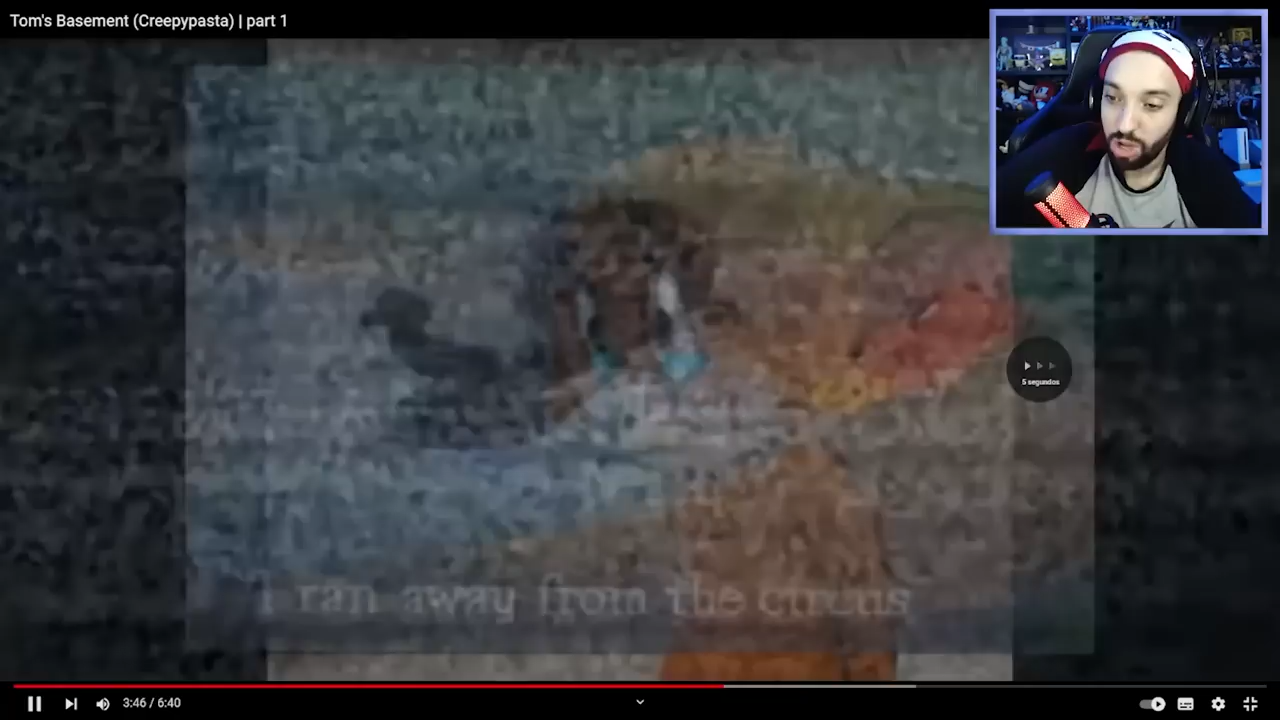 Tom's Basement (Creepypasta) | part 1
5 segundos
I ran away from the circus
3:46 / 6:40